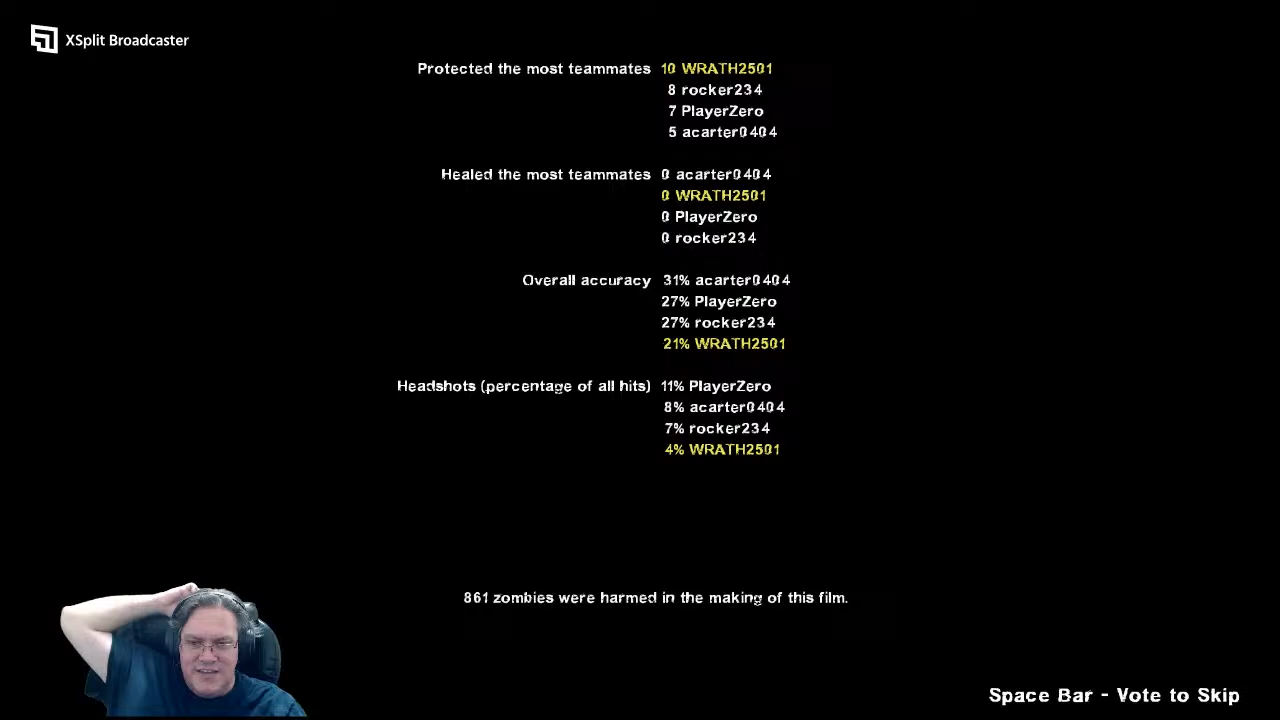 XSplit Broadcaster
Protected the most teammates 10 WRATH2501
8 rocker234
7 PlayerZero
5 acarter0404
Healed the most teammates 0 acarter0404
0 WRATH2501
0 PlayerZero
0 rocker234
Overall accuracy 31% acarter0404
27% PlayerZero
27% rocker234
21% WRATH2501
Headshots (percentage of all hits) 11% PlayerZero
8% acarter0404
7% rocker234
4% WRATH2501
861 zombies were harmed in the making of this film.
Space Bar - Vote to Skip